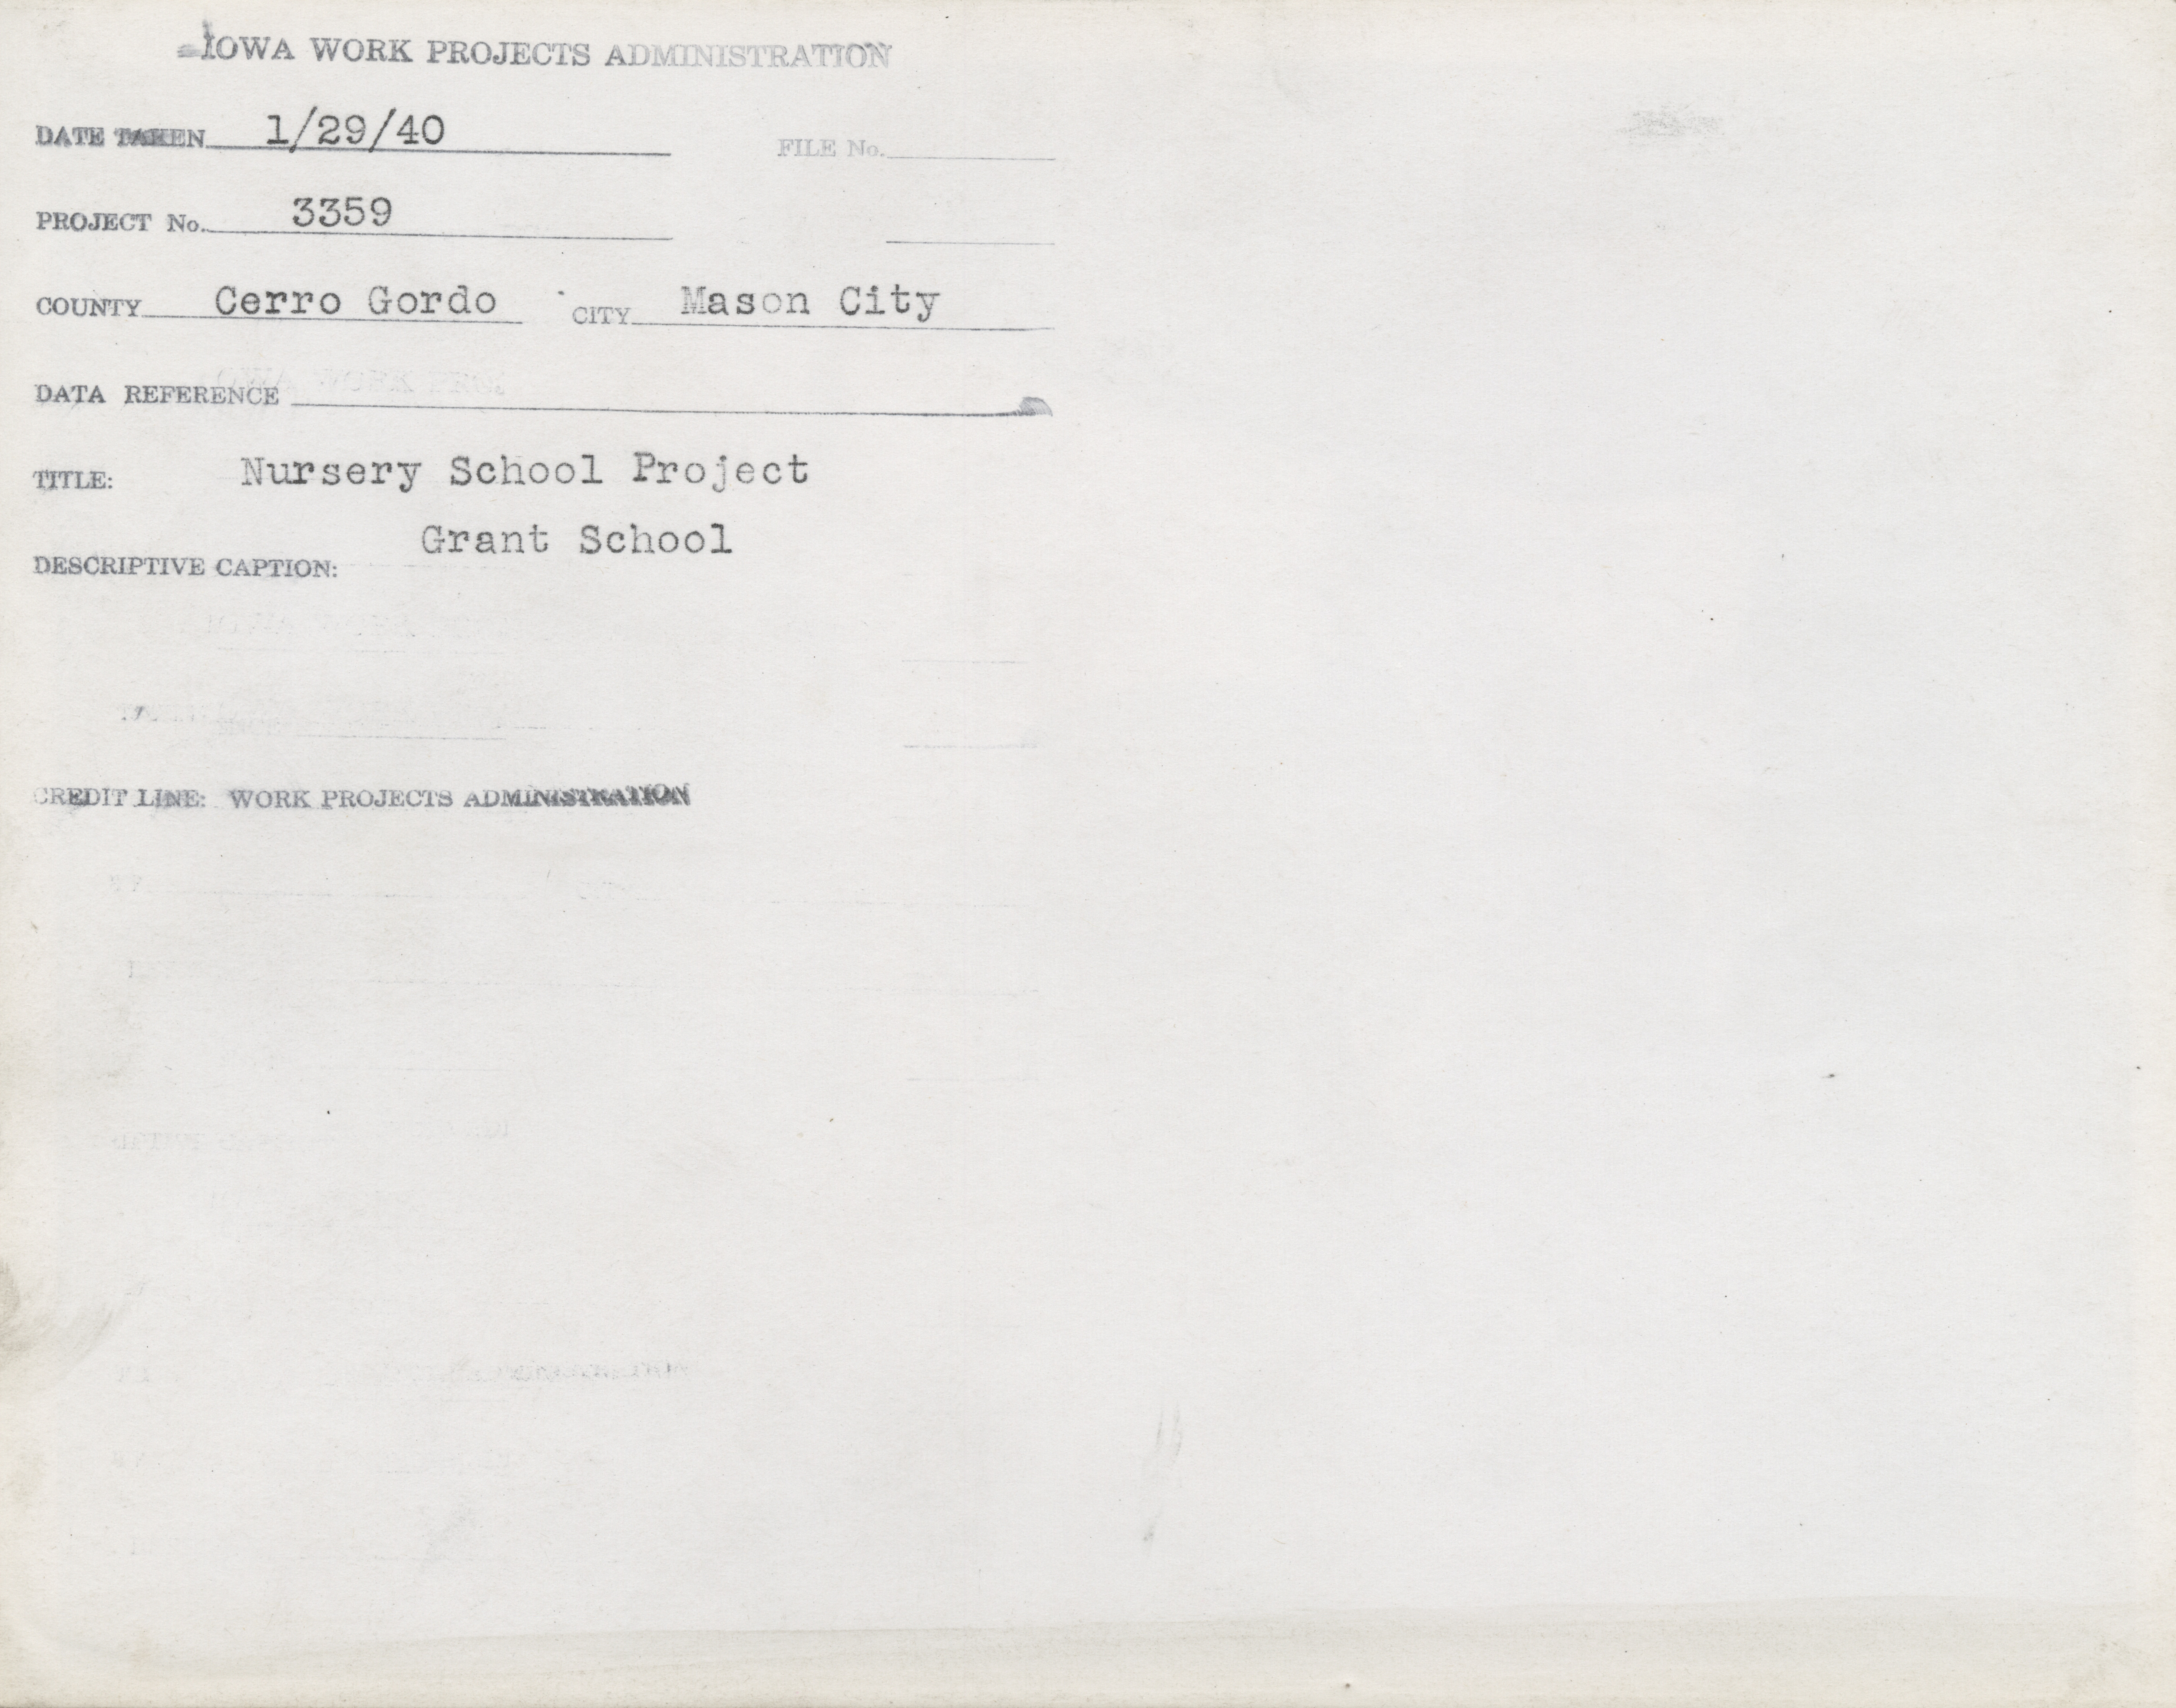 IOWA WORK PROJECTS ADMINISTRATION
DATE TAKEN 1/29/40 FILE No.
PROJECT No. 3359
COUNTY Cerro Gordo CITY Mason City
DATA REFERENCE
TITLE: Nursery School Project
Grant School
DESCRIPTIVE CAPTION:
CREDIT LINE: WORK PROJECTS ADMINISTRATION